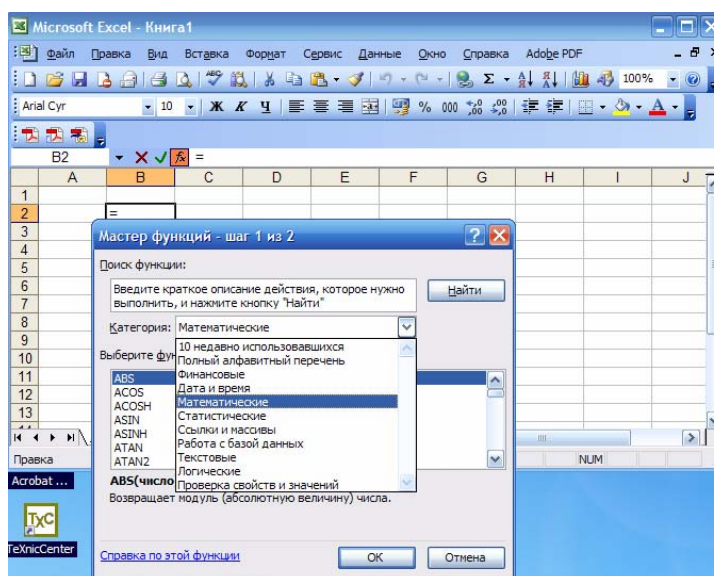 Microsoft Excel - Книга1
Файл Правка Вид Вставка Формат Сервис Данные Окно Справка Adobe PDF
100%
Arial Cyr 10 Ж К Ч % 000
B2 fx =
A B C D E F G H I J
1
2 =
3
4
5
6
7
8
9
10
11
12
13
Мастер функций - шаг 1 из 2
Поиск функции:
Введите краткое описание действия, которое нужно
выполнить, и нажмите кнопку "Найти"
Найти
Категория: Математические
10 недавно использовавшихся
Полный алфавитный перечень
Финансовые
Дата и время
Математические
Статистические
Ссылки и массивы
Работа с базой данных
Текстовые
Логические
Проверка свойств и значений
Выберите
ABS
ACOS
ACOSH
ASIN
ASINH
ATAN
ATAN2
ABS(число
Возвращает модуль (абсолютную величину) числа.
Справка по этой функции
OK Отмена
Правка NUM
Acrobat ...
TXC
TeXnicCenter